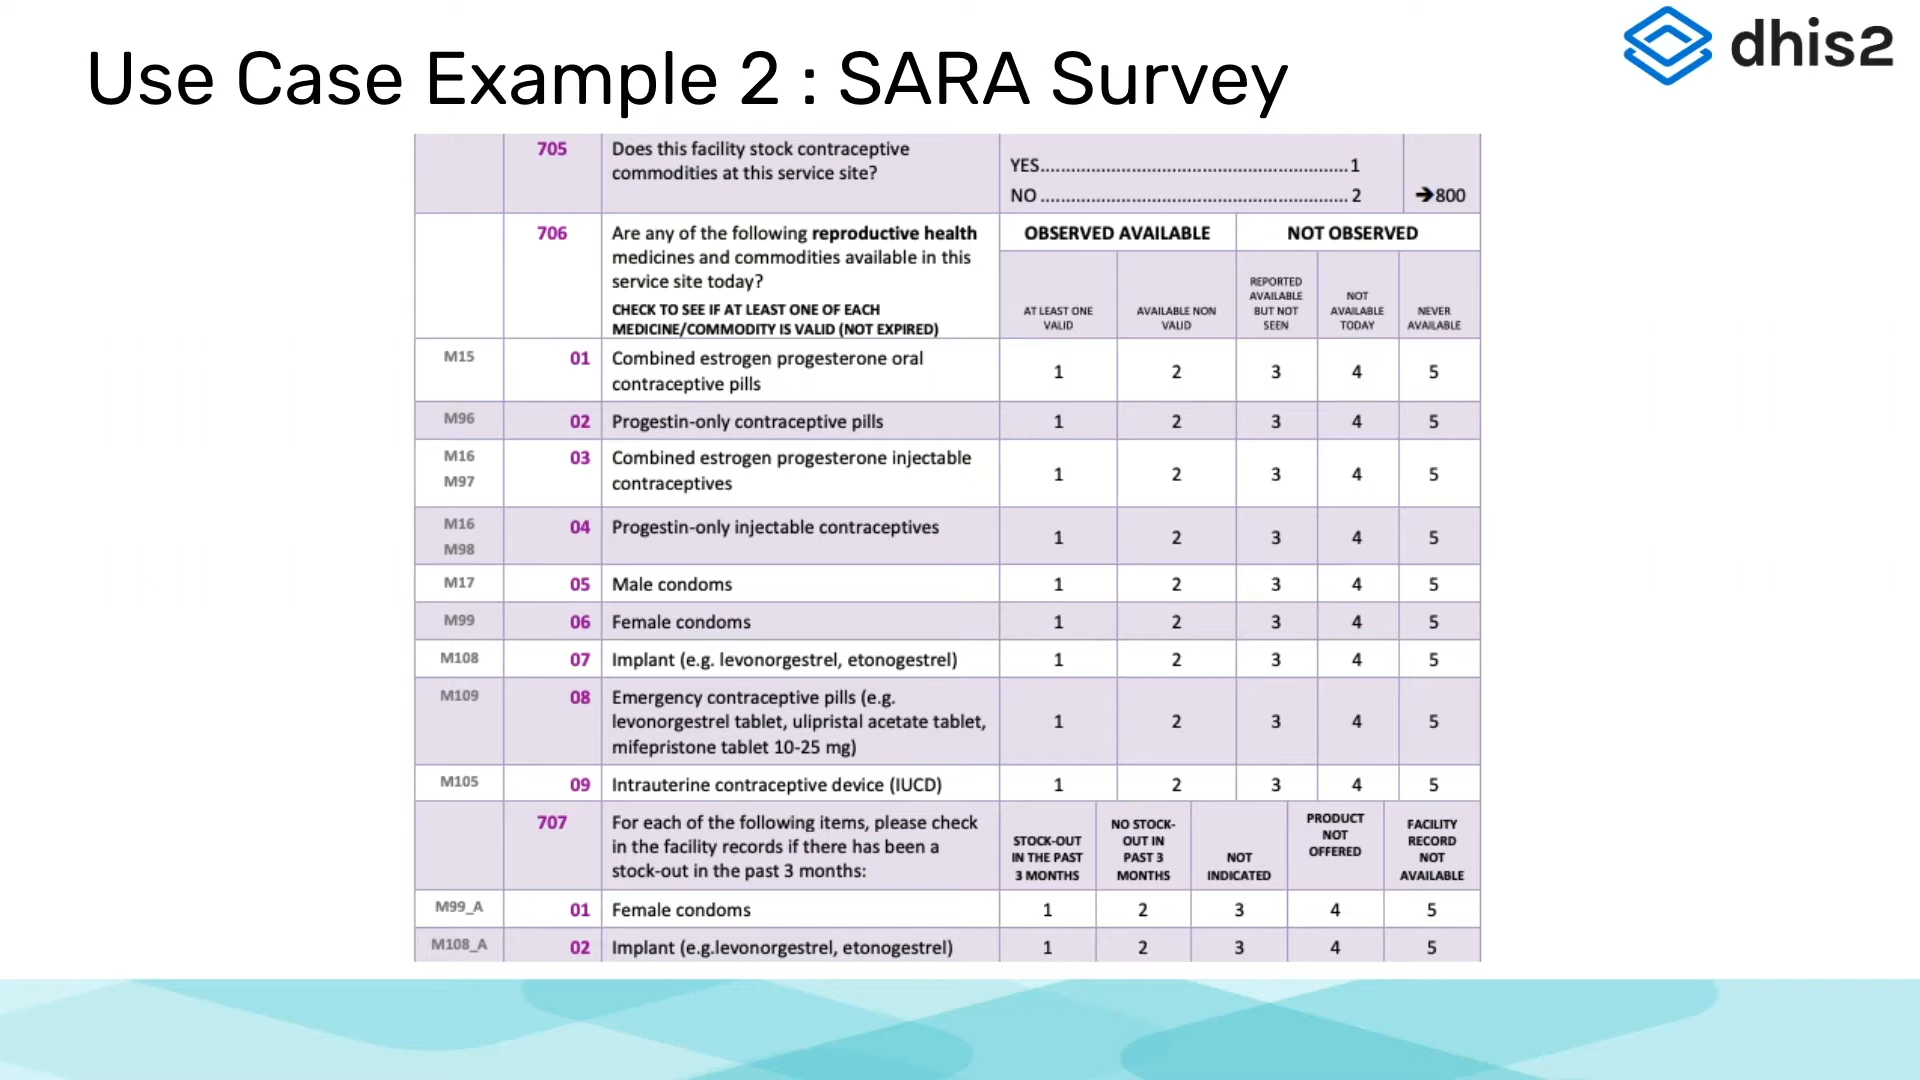 Use Case Example 2 : SARA Survey
dhis2
705 Does this facility stock contraceptive
commodities at this service site?
YES.............................................................. 1
NO .............................................................. 2 ➔800
706 Are any of the following reproductive health
medicines and commodities available in this
service site today?
CHECK TO SEE IF AT LEAST ONE OF EACH
MEDICINE/COMMODITY IS VALID (NOT EXPIRED)
OBSERVED AVAILABLE NOT OBSERVED
AT LEAST ONE
VALID
AVAILABLE NON
VALID
REPORTED
AVAILABLE
BUT NOT
SEEN
NOT
AVAILABLE
TODAY
NEVER
AVAILABLE
M15 01 Combined estrogen progesterone oral
contraceptive pills
1 2 3 4 5
M96 02 Progestin-only contraceptive pills 1 2 3 4 5
M16 03 Combined estrogen progesterone injectable
M97 contraceptives
1 2 3 4 5
M16 04 Progestin-only injectable contraceptives
M98
1 2 3 4 5
M17 05 Male condoms 1 2 3 4 5
M99 06 Female condoms 1 2 3 4 5
M108 07 Implant (e.g. levonorgestrel, etonogestrel) 1 2 3 4 5
M109 08 Emergency contraceptive pills (e.g.
levonorgestrel tablet, ulipristal acetate tablet,
mifepristone tablet 10-25 mg)
1 2 3 4 5
M105 09 Intrauterine contraceptive device (IUCD) 1 2 3 4 5
707 For each of the following items, please check
in the facility records if there has been a
stock-out in the past 3 months:
STOCK-OUT
IN THE PAST
3 MONTHS
NO STOCK-
OUT IN
PAST 3
MONTHS
NOT
INDICATED
PRODUCT
NOT
OFFERED
FACILITY
RECORD
NOT
AVAILABLE
M99_A 01 Female condoms 1 2 3 4 5
M108_A 02 Implant (e.g.levonorgestrel, etonogestrel) 1 2 3 4 5